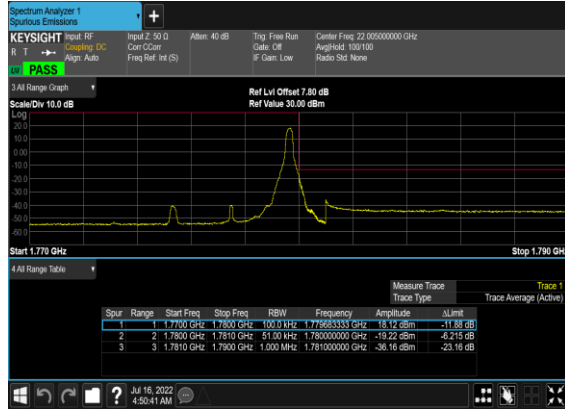 Spectrum Analyzer 1
Spurious Emissions
KEYSIGHT Input: RF Input Z: 50 Ω Atten: 40 dB Trig: Free Run Center Freq: 22.005000000 GHz
R T Coupling: DC Corr CCorr Gate: Off Avg|Hold: 100/100
Align: Auto Freq Ref: Int (S) IF Gain: Low Radio Std: None
PASS
3 All Range Graph Ref Lvl Offset 7.80 dB
Scale/Div 10.0 dB Ref Value 30.00 dBm
Log
20.0
10.0
0.00
-10.0
-20.0
-30.0
-40.0
-50.0
-60.0
Start 1.770 GHz Stop 1.790 GH
4 All Range Table
Measure Trace Trace 1
Trace Type Trace Average (Active)
Spur Range Start Freq Stop Freq RBW Frequency Amplitude ΔLimit
1 1 1.7700 GHz 1.7800 GHz 100.0 kHz 1.779683333 GHz 18.12 dBm -11.88 dB
2 2 1.7800 GHz 1.7810 GHz 51.00 kHz 1.780000000 GHz -19.22 dBm -6.215 dB
3 3 1.7810 GHz 1.7900 GHz 1.000 MHz 1.781000000 GHz -36.16 dBm -23.16 dB
? Jul 16, 2022
4:50:41 AM